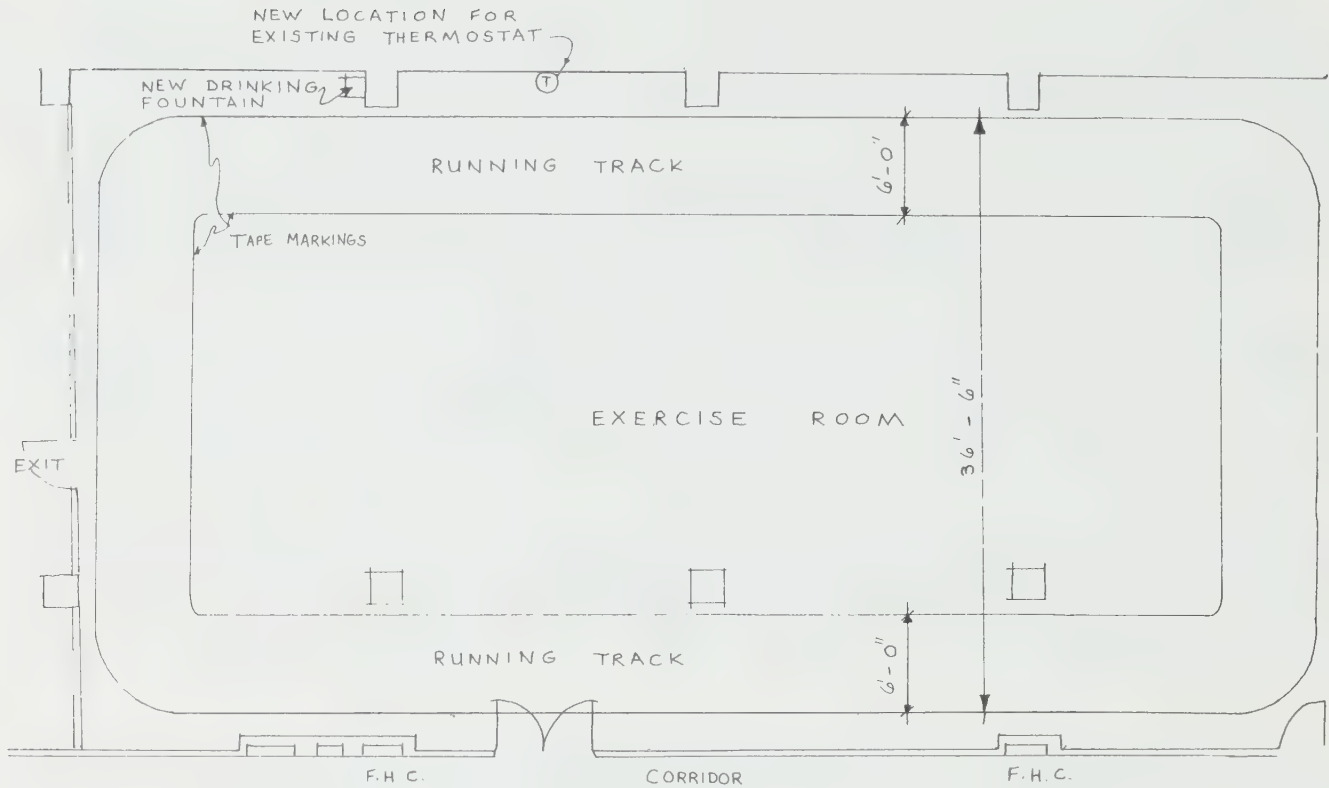 NEW LOCATION FOR
EXISTING THERMOSTAT
T
NEW DRINKING
FOUNTAIN
RUNNING TRACK
6'-0"
TAPE MARKINGS
EXERCISE ROOM
36'-6"
EXIT
RUNNING TRACK
6'-0"
F.H.C.
CORRIDOR
F.H.C.